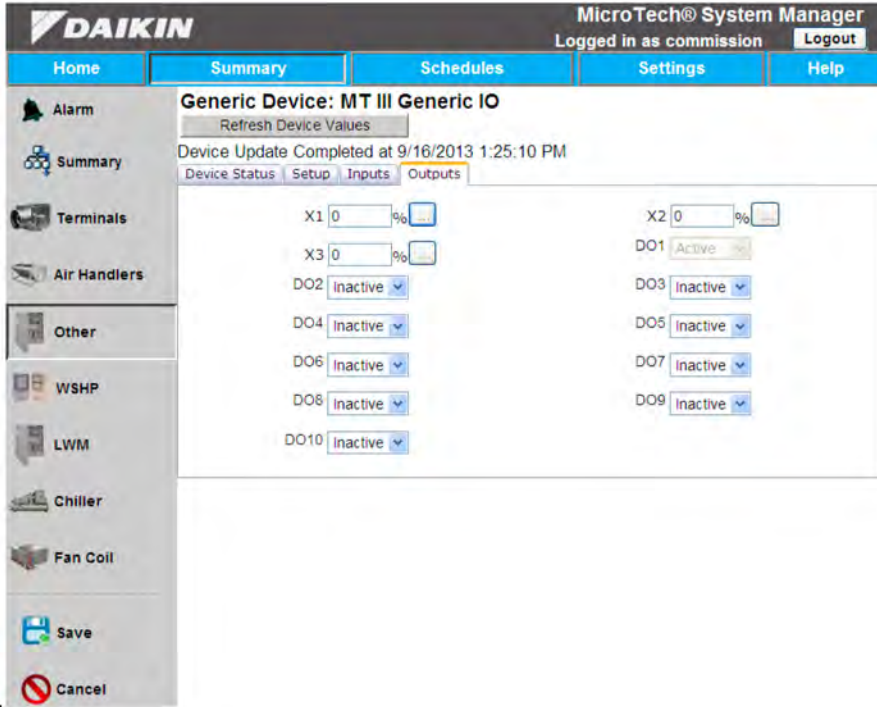 DAIKIN
MicroTech® System Manager
Logged in as commission Logout
Home Summary Schedules Settings Help
Alarm
Summary
Terminals
Air Handlers
Other
WSHP
LWM
Chiller
Fan Coil
Save
Cancel
Generic Device: MT III Generic IO
Refresh Device Values
Device Update Completed at 9/16/2013 1:25:10 PM
Device Status Setup Inputs Outputs
X1 0 % ... X2 0 % ...
X3 0 % ... DO1 Active
DO2 Inactive DO3 Inactive
DO4 Inactive DO5 Inactive
DO6 Inactive DO7 Inactive
DO8 Inactive DO9 Inactive
DO10 Inactive